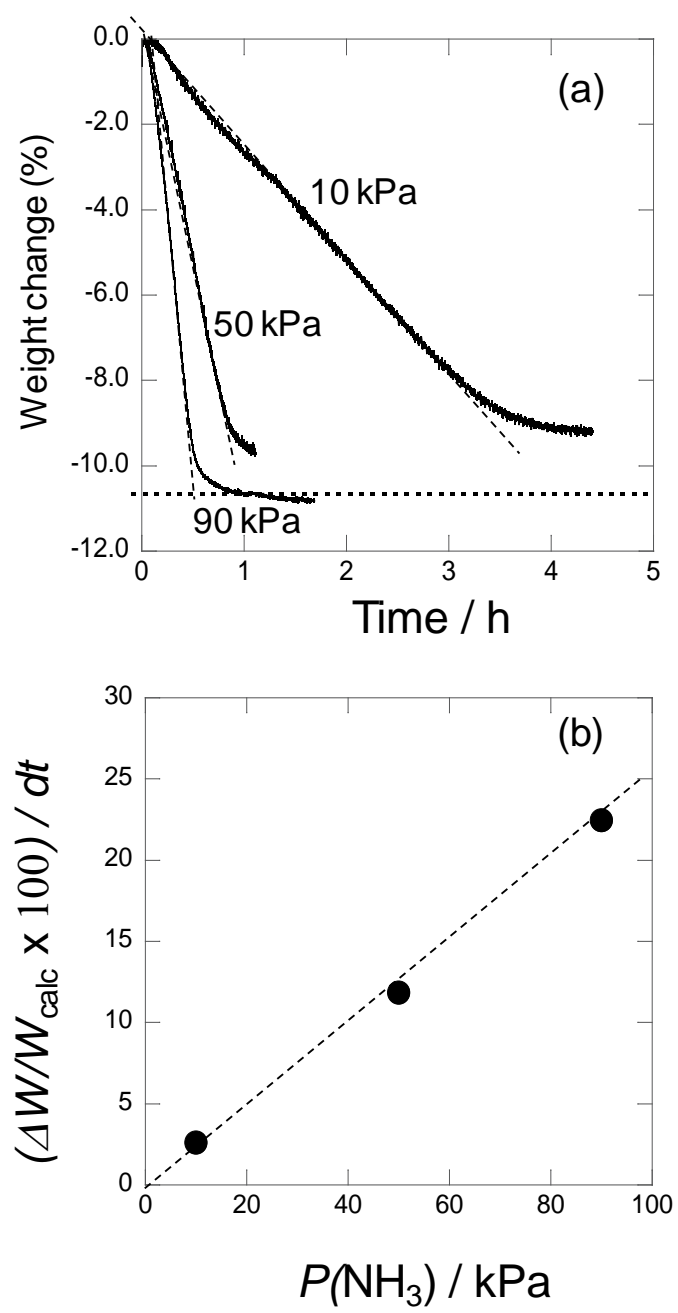 0.0
(a)
-2.0
10 kPa
-4.0
Weight change (%)
-6.0
50 kPa
-8.0
-10.0
90 kPa
-12.0
0 1 2 3 4 5
Time / h
30
(b)
25
20
15
10
5
0
(ΔW/Wcalc x 100) / dt
0 20 40 60 80 100
P(NH3) / kPa